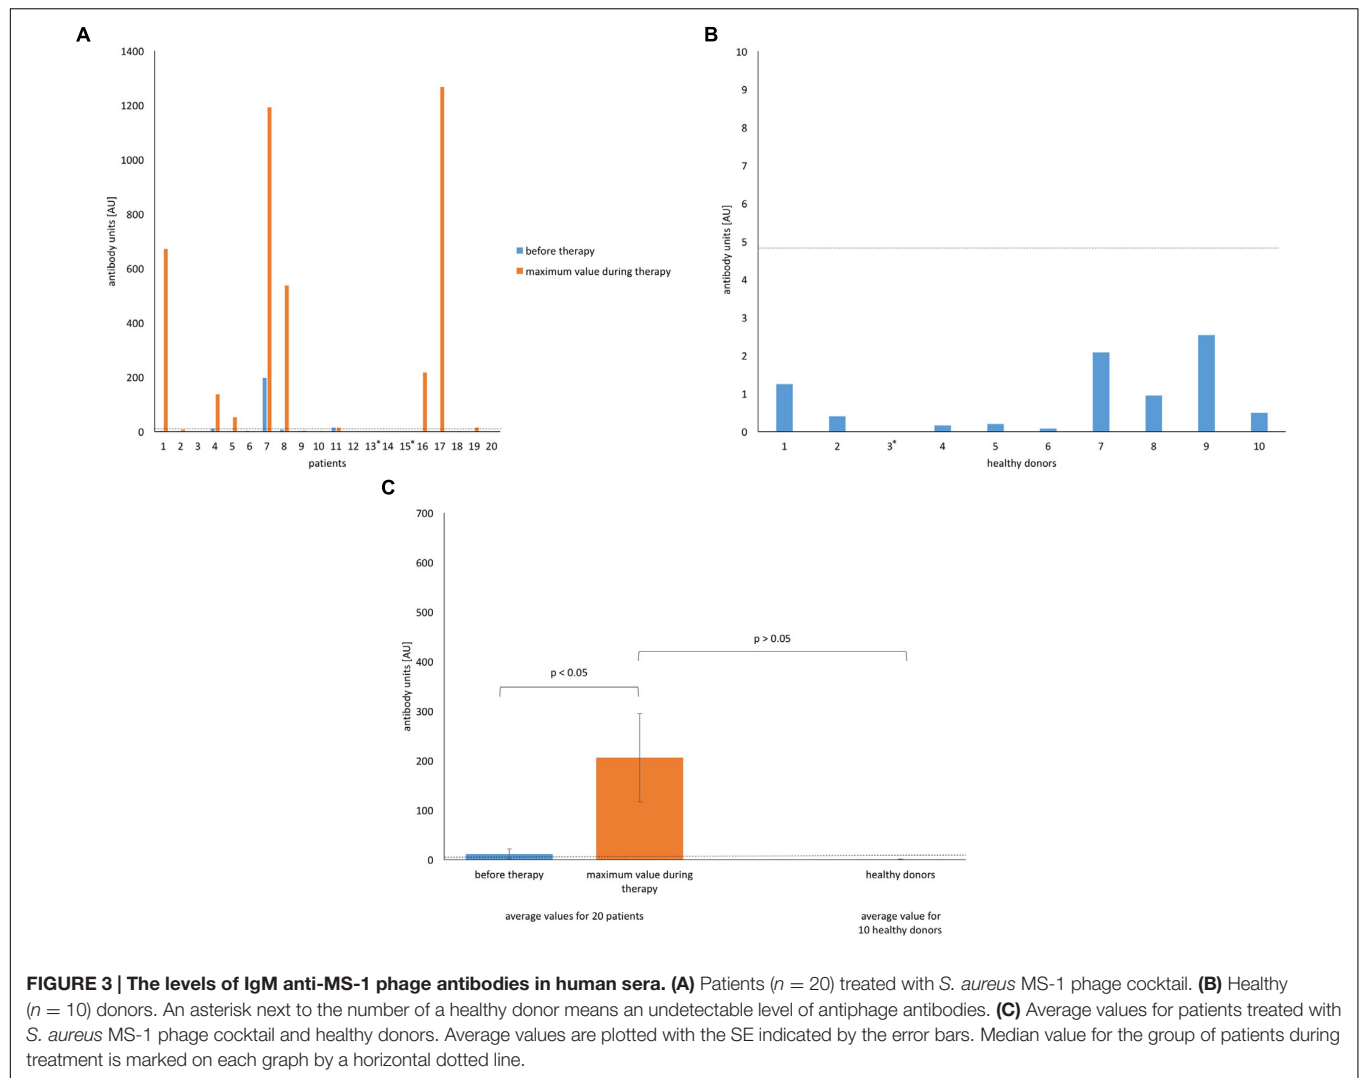 A
1400
1200
1000
800
600
400
200
0
antibody units [AU]
1 2 3 4 5 6 7 8 9 10 11 12 13* 14 15* 16 17 18 19 20
patients
before therapy
maximum value during therapy
B
10
9
8
7
6
5
4
3
2
1
0
antibody units [AU]
1 2 3* 4 5 6 7 8 9 10
healthy donors
C
700
600
500
400
300
200
100
0
antibody units [AU]
p < 0.05
p > 0.05
before therapy
maximum value during
therapy
healthy donors
average values for 20 patients
average value for
10 healthy donors
FIGURE 3 | The levels of IgM anti-MS-1 phage antibodies in human sera. (A) Patients (n = 20) treated with S. aureus MS-1 phage cocktail. (B) Healthy
(n = 10) donors. An asterisk next to the number of a healthy donor means an undetectable level of antiphage antibodies. (C) Average values for patients treated with
S. aureus MS-1 phage cocktail and healthy donors. Average values are plotted with the SE indicated by the error bars. Median value for the group of patients during
treatment is marked on each graph by a horizontal dotted line.